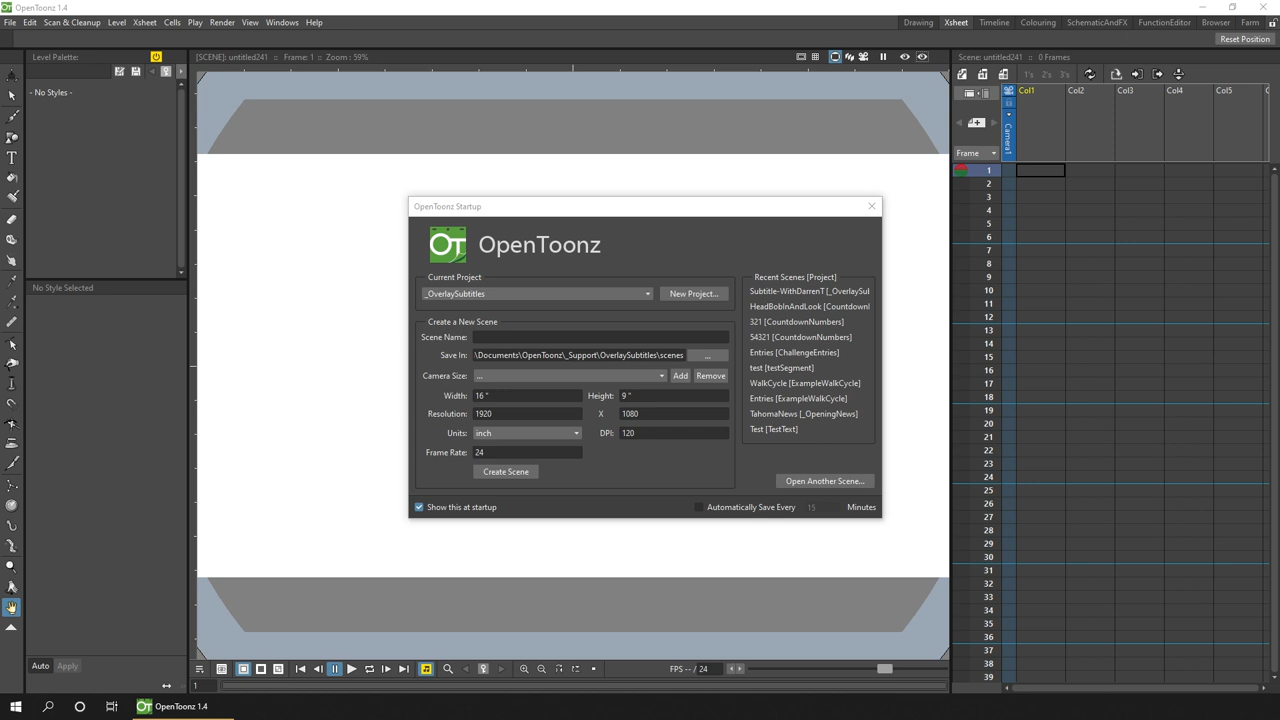 OpenToonz 1.4
File Edit Scan & Cleanup Level Xsheet Cells Play Render View Windows Help
Drawing Xsheet Timeline Colouring SchematicAndFX FunctionEditor Browser Farm
Reset Position
Level Palette:
[SCENE]: untitled241 :: Frame: 1 :: Zoom : 59%
Scene: untitled241 :: 0 Frames
1's 2's 3's
- No Styles -
Col1 Col2 Col3 Col4 Col5
Camera1
Frame
1
2
3
4
5
6
7
8
9
10
11
12
13
14
15
16
17
18
19
20
21
22
23
24
25
26
27
28
29
30
31
32
33
34
35
36
37
38
39
No Style Selected
OpenToonz Startup
OT OpenToonz
Current Project
_OverlaySubtitles
New Project...
Create a New Scene
Scene Name:
Save In: \Documents\OpenToonz\_Support\OverlaySubtitles\scenes ...
Camera Size: ... Add Remove
Width: 16 " Height: 9 "
Resolution: 1920 X 1080
Units: inch DPI: 120
Frame Rate: 24
Create Scene
Recent Scenes [Project]
Subtitle-WithDarrenT [_OverlaySul
HeadBobInAndLook [Countdown
321 [CountdownNumbers]
54321 [CountdownNumbers]
Entries [ChallengeEntries]
test [testSegment]
WalkCycle [ExampleWalkCycle]
Entries [ExampleWalkCycle]
TahomaNews [_OpeningNews]
Test [TestText]
Open Another Scene...
Show this at startup
Automatically Save Every 15 Minutes
Auto Apply
FPS -- / 24
1
OpenToonz 1.4